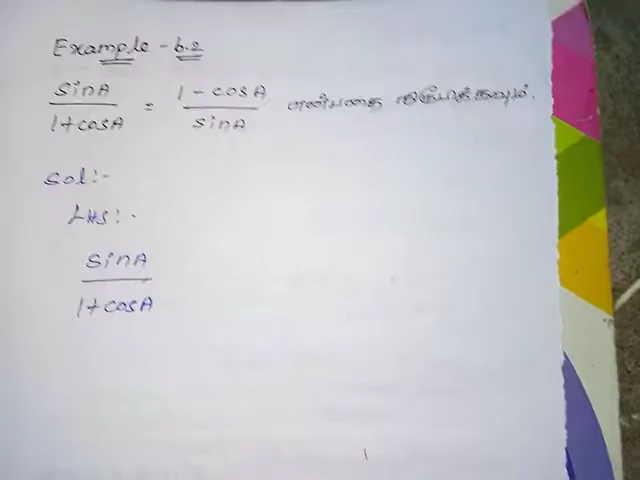 Example - 6.2
sinA / 1+cosA = 1 - cosA / sinA என்பதை நிரூபிக்கவும்.
Sol:-
LHS:-
sinA / 1+cosA